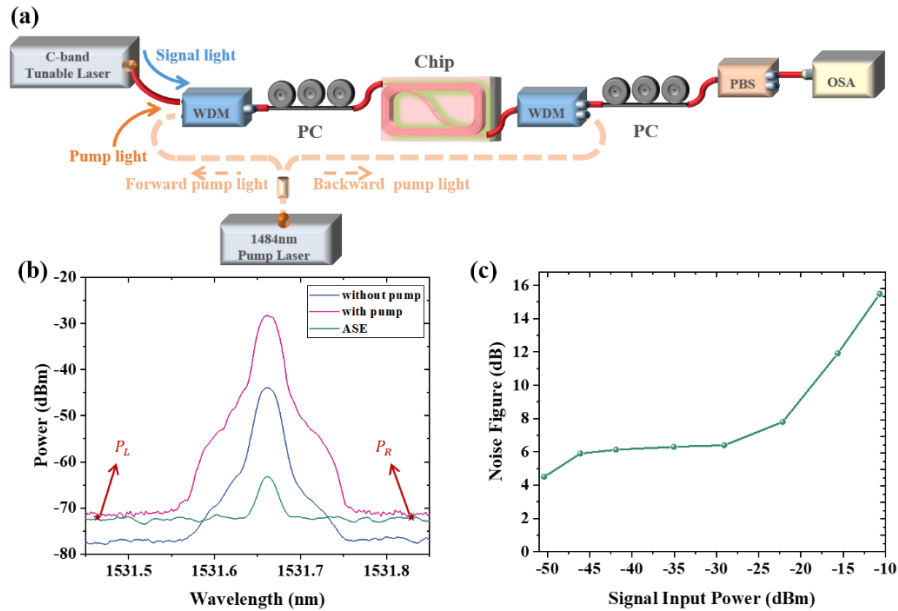 (a)
C-band
Tunable Laser
Signal light
WDM
PC
Chip
WDM
PC
PBS
OSA
Pump light
Forward pump light
Backward pump light
1484nm
Pump Laser
(b)
-20
-30
-40
-50
-60
-70
-80
Power (dBm)
without pump
with pump
ASE
P_L
P_R
1531.5
1531.6
1531.7
1531.8
Wavelength (nm)
(c)
16
14
12
10
8
6
4
2
0
Noise Figure (dB)
-50
-45
-40
-35
-30
-25
-20
-15
-10
Signal Input Power (dBm)